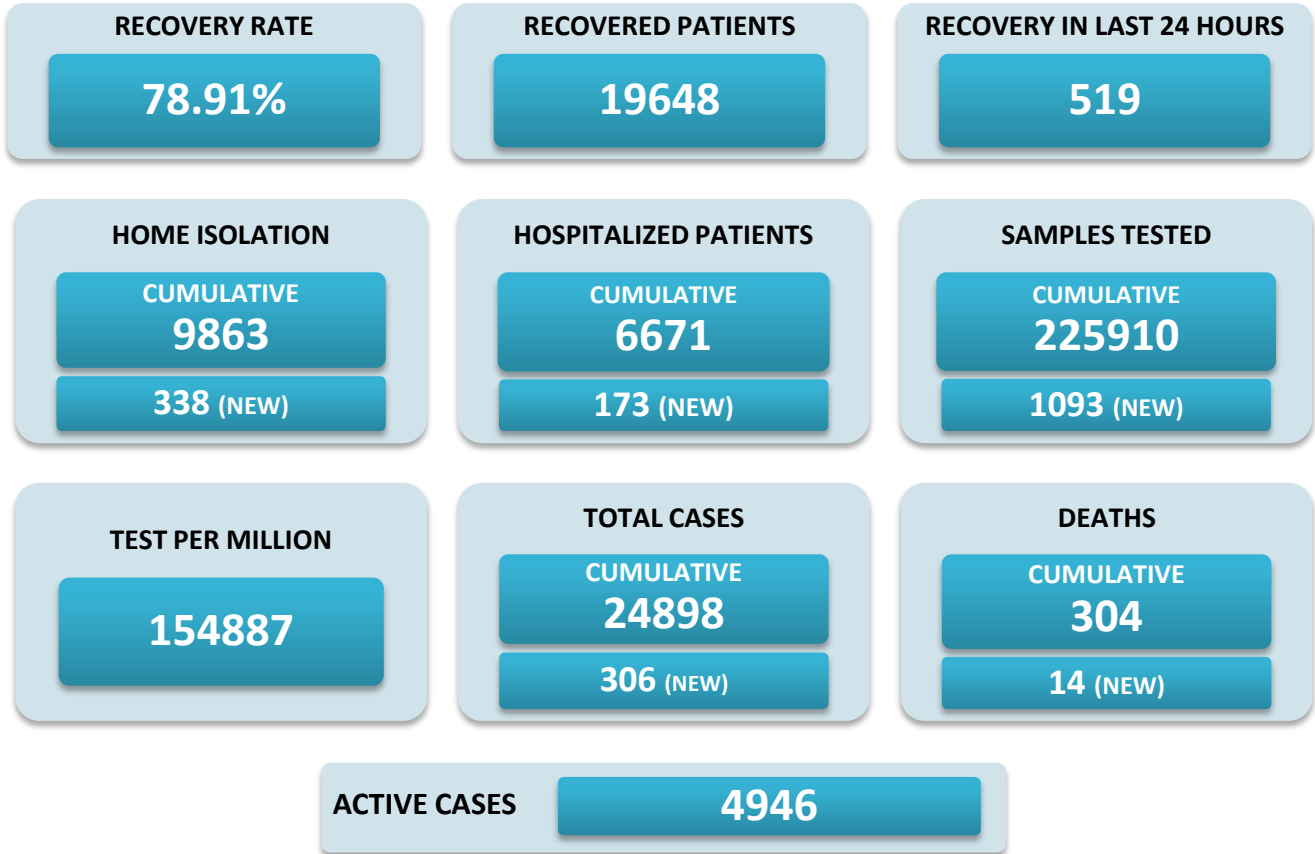 RECOVERY RATE
78.91%
RECOVERED PATIENTS
19648
RECOVERY IN LAST 24 HOURS
519
HOME ISOLATION
CUMULATIVE
9863
338 (NEW)
HOSPITALIZED PATIENTS
CUMULATIVE
6671
173 (NEW)
SAMPLES TESTED
CUMULATIVE
225910
1093 (NEW)
TEST PER MILLION
154887
TOTAL CASES
CUMULATIVE
24898
306 (NEW)
DEATHS
CUMULATIVE
304
14 (NEW)
ACTIVE CASES
4946